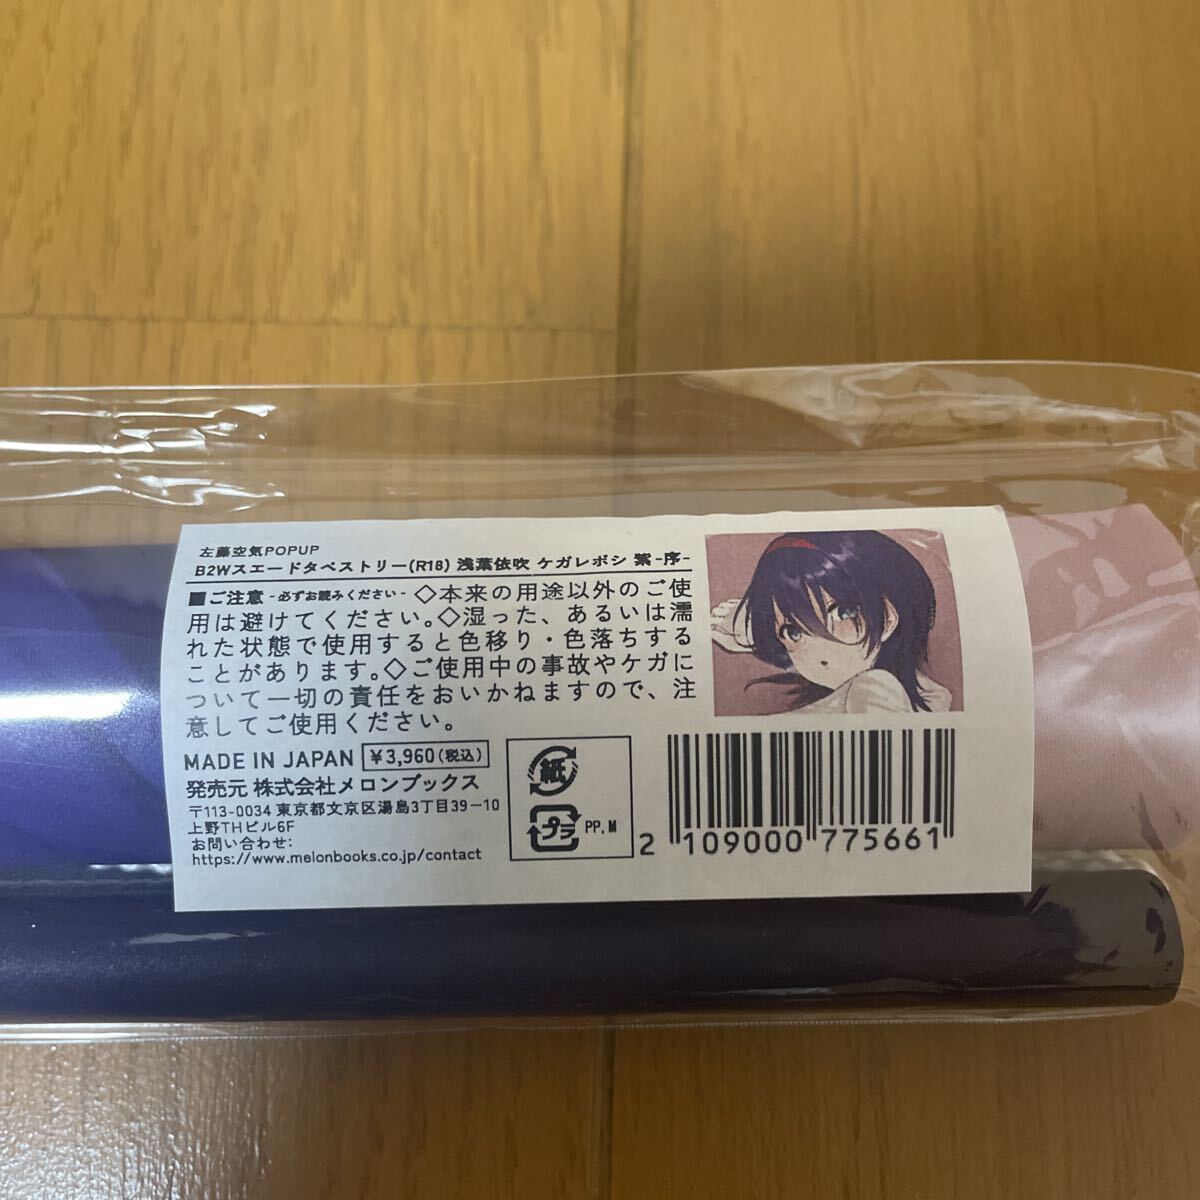 左藤空気POPUP
B2Wスエードタペストリー(R18) 浅葉依吹 ケガレボシ 紫-序-
■ご注意 -必ずお読みください- ◇本来の用途以外のご使
用は避けてください。◇湿った、あるいは濡
れた状態で使用すると色移り・色落ちする
ことがあります。◇ご使用中の事故やケガに
ついて一切の責任をおいかねますので、注
意してご使用ください。
MADE IN JAPAN ¥3,960(税込)
発売元 株式会社メロンブックス
〒113-0034 東京都文京区湯島3丁目39-10
上野THビル6F
お問い合わせ:
https://www.melonbooks.co.jp/contact
紙
プラ PP,M
2 109000 775661